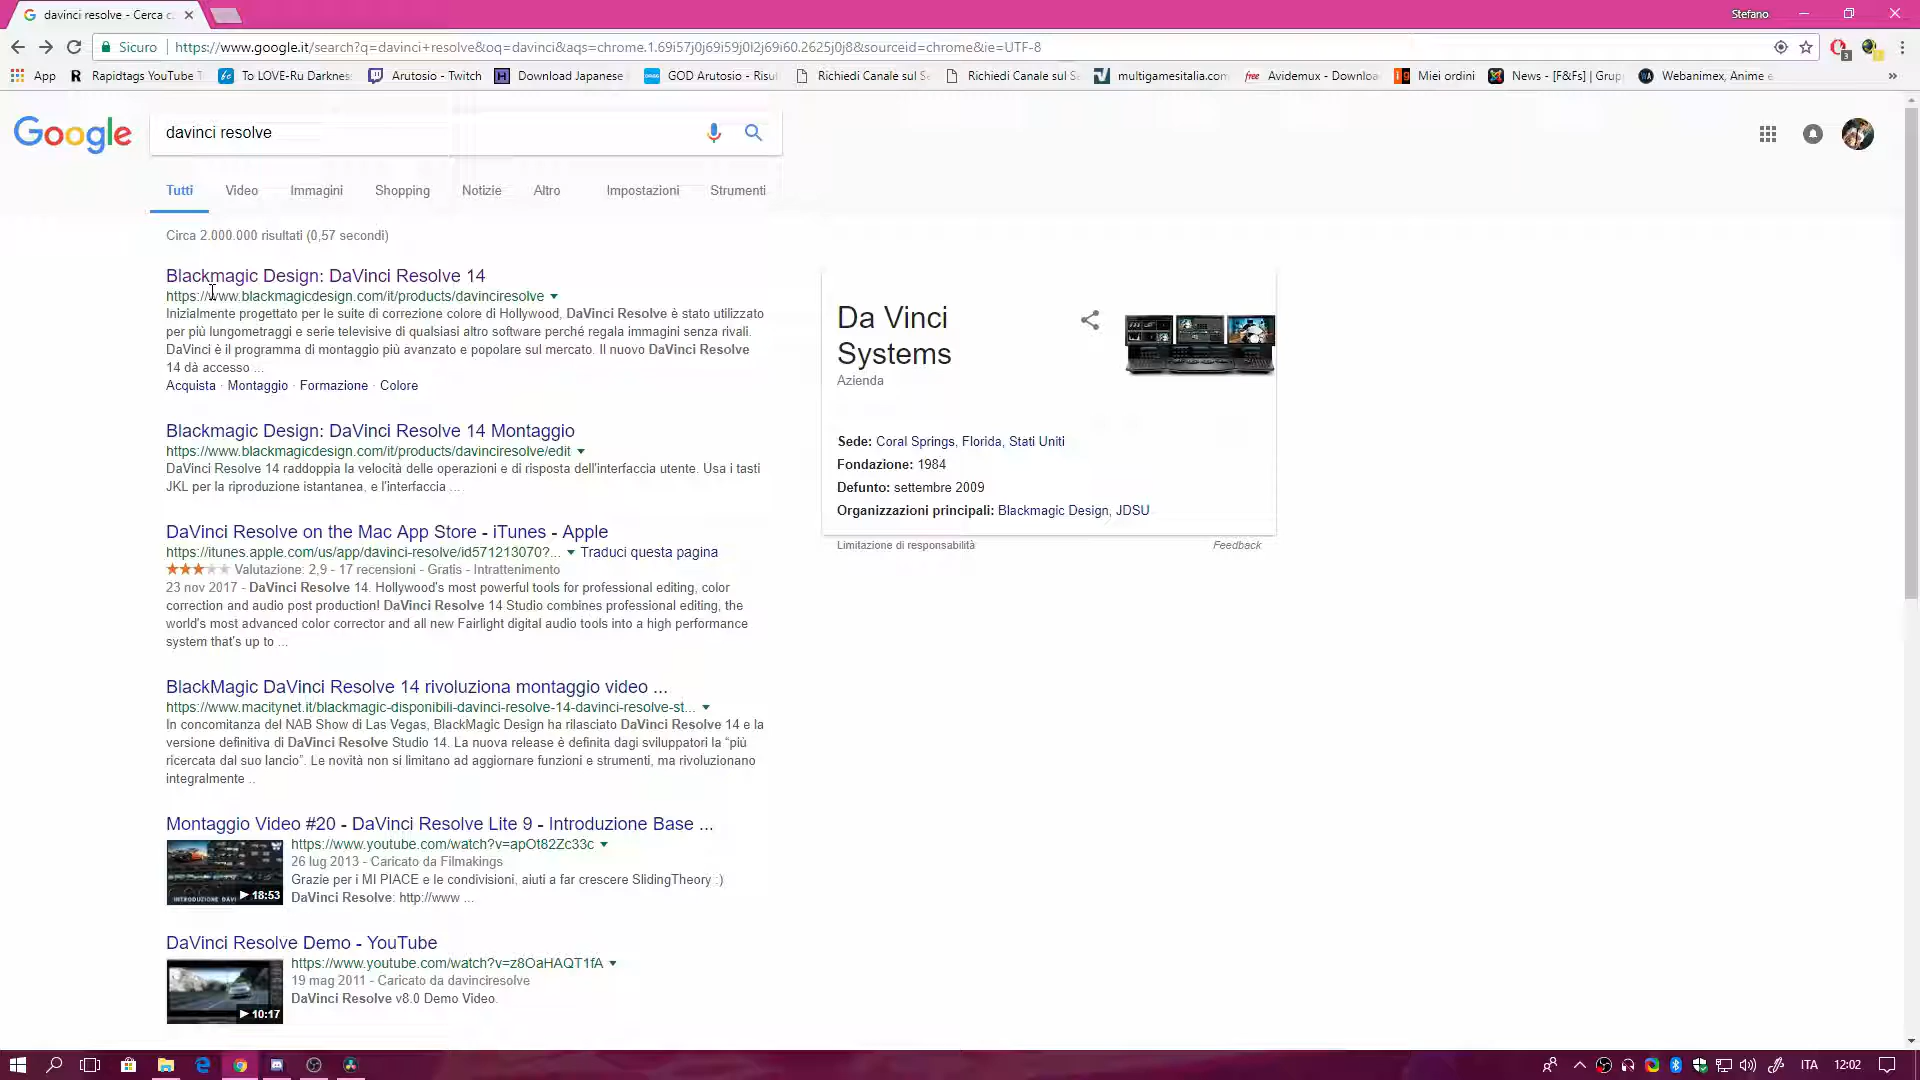 davinci resolve - Cerca c
Stefano
Sicuro https://www.google.it/search?q=davinci+resolve&oq=davinci&aqs=chrome.1.69i57j0j69i59j0l2j69i60.2625j0j8&sourceid=chrome&ie=UTF-8
App Rapidtags YouTube T To LOVE-Ru Darknes Arutosio - Twitch Download Japanese GOD Arutosio - Risul Richiedi Canale sul S Richiedi Canale sul S multigamesitalia.com Avidemux - Downloa Miei ordini News - [F&Fs] | Grup Webanimex, Anime e
Google davinci resolve
Tutti Video Immagini Shopping Notizie Altro Impostazioni Strumenti
Circa 2.000.000 risultati (0,57 secondi)
Blackmagic Design: DaVinci Resolve 14
https://www.blackmagicdesign.com/it/products/davinciresolve
Inizialmente progettato per le suite di correzione colore di Hollywood, DaVinci Resolve è stato utilizzato
per più lungometraggi e serie televisive di qualsiasi altro software perché regala immagini senza rivali.
DaVinci è il programma di montaggio più avanzato e popolare sul mercato. Il nuovo DaVinci Resolve
14 dà accesso ...
Acquista · Montaggio · Formazione · Colore
Blackmagic Design: DaVinci Resolve 14 Montaggio
https://www.blackmagicdesign.com/it/products/davinciresolve/edit
DaVinci Resolve 14 raddoppia la velocità delle operazioni e di risposta dell'interfaccia utente. Usa i tasti
JKL per la riproduzione istantanea, e l'interfaccia ...
DaVinci Resolve on the Mac App Store - iTunes - Apple
https://itunes.apple.com/us/app/davinci-resolve/id571213070?... Traduci questa pagina
Valutazione: 2,9 - 17 recensioni - Gratis - Intrattenimento
23 nov 2017 - DaVinci Resolve 14. Hollywood's most powerful tools for professional editing, color
correction and audio post production! DaVinci Resolve 14 Studio combines professional editing, the
world's most advanced color corrector and all new Fairlight digital audio tools into a high performance
system that's up to ...
BlackMagic DaVinci Resolve 14 rivoluziona montaggio video ...
https://www.macitynet.it/blackmagic-disponibili-davinci-resolve-14-davinci-resolve-st...
In concomitanza del NAB Show di Las Vegas, BlackMagic Design ha rilasciato DaVinci Resolve 14 e la
versione definitiva di DaVinci Resolve Studio 14. La nuova release è definita dagi sviluppatori la "più
ricercata dal suo lancio". Le novità non si limitano ad aggiornare funzioni e strumenti, ma rivoluzionano
integralmente ..
Montaggio Video #20 - DaVinci Resolve Lite 9 - Introduzione Base ...
https://www.youtube.com/watch?v=apOt82Zc33c
26 lug 2013 - Caricato da Filmakings
Grazie per i MI PIACE e le condivisioni, aiuti a far crescere SlidingTheory :)
DaVinci Resolve: http://www ...
INTRODUZIONE DAVI
18:53
DaVinci Resolve Demo - YouTube
https://www.youtube.com/watch?v=z8OaHAQT1fA
19 mag 2011 - Caricato da davinciresolve
DaVinci Resolve v8.0 Demo Video.
10:17
Da Vinci
Systems
Azienda
Sede: Coral Springs, Florida, Stati Uniti
Fondazione: 1984
Defunto: settembre 2009
Organizzazioni principali: Blackmagic Design, JDSU
Limitazione di responsabilità Feedback
ITA 12:02